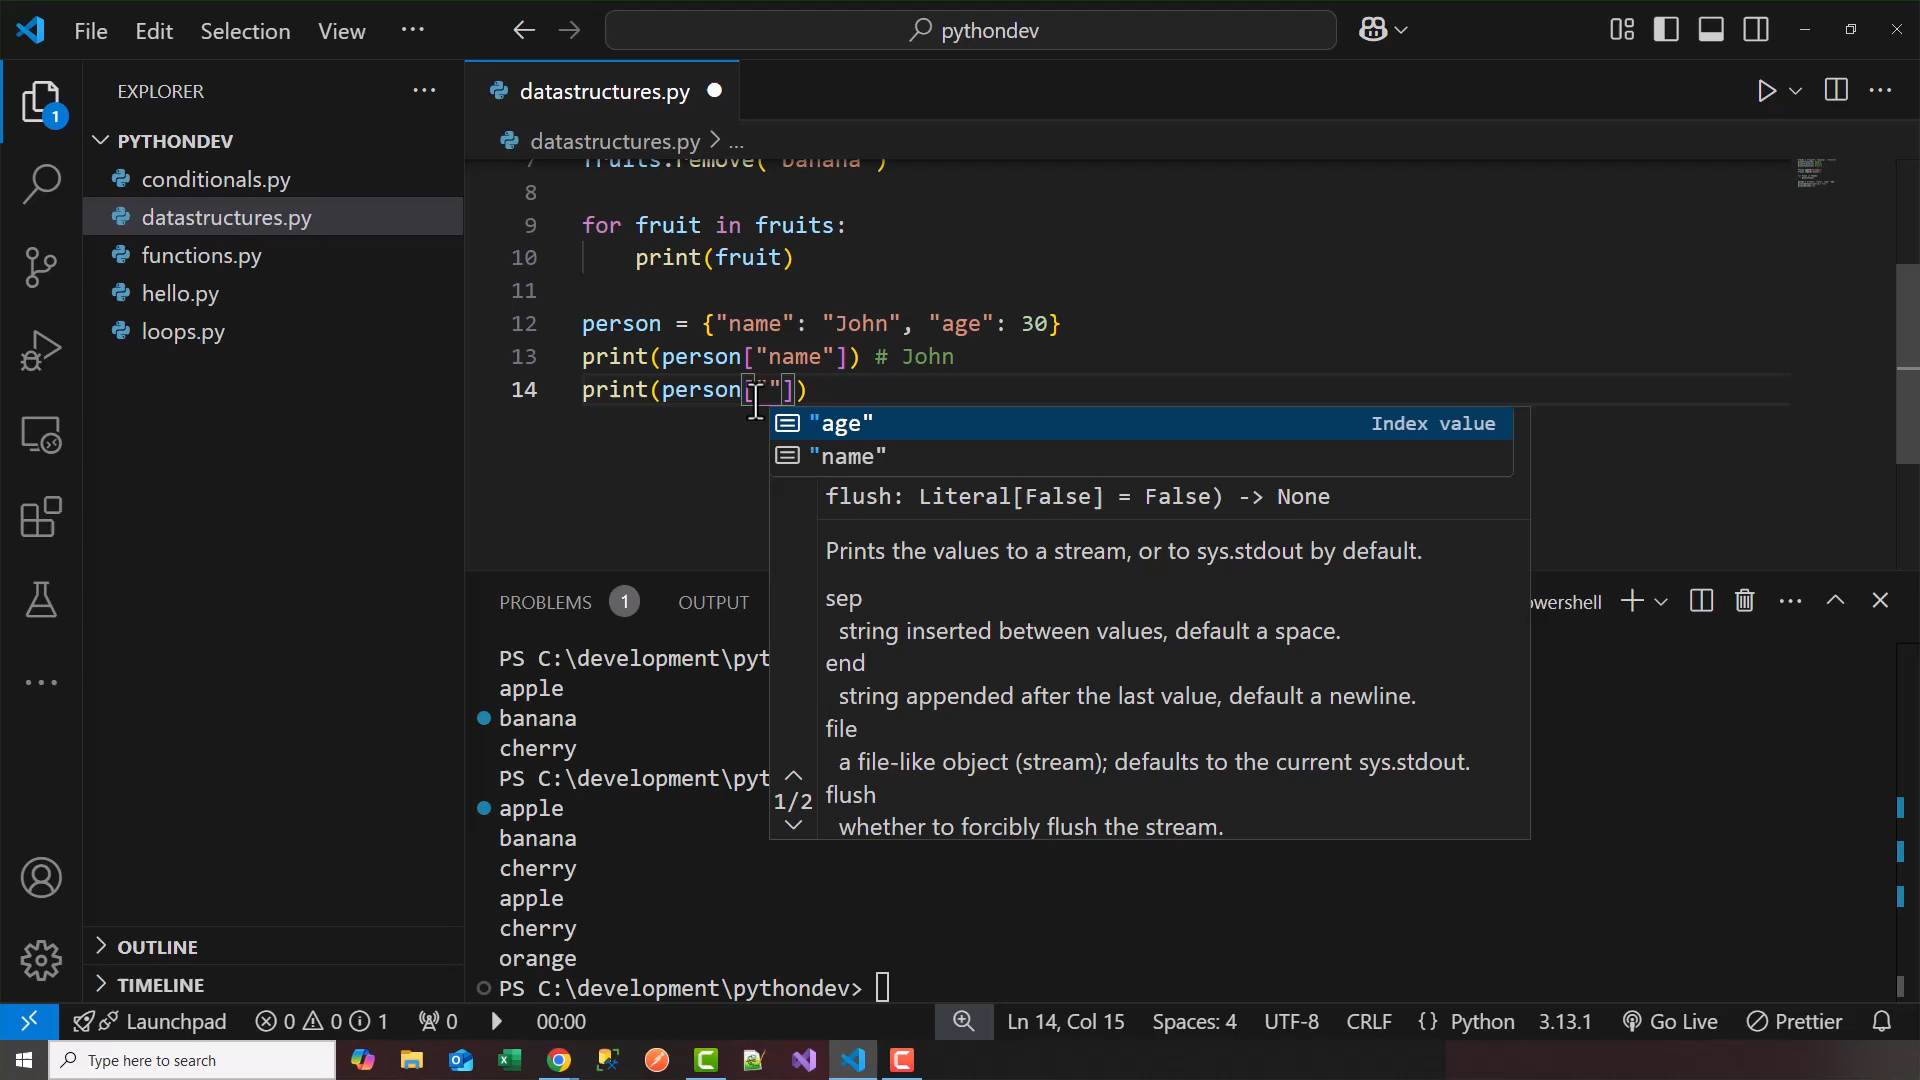 File Edit Selection View ··· pythondev
EXPLORER ···
PYTHONDEV
conditionals.py
datastructures.py
functions.py
hello.py
loops.py
OUTLINE
TIMELINE
1
datastructures.py
datastructures.py > ...
7 fruits.remove("banana")
8
9 for fruit in fruits:
10 print(fruit)
11
12 person = {"name": "John", "age": 30}
13 print(person["name"]) # John
14 print(person[""])
"age" Index value
"name"
flush: Literal[False] = False) -> None
Prints the values to a stream, or to sys.stdout by default.
sep
string inserted between values, default a space.
end
string appended after the last value, default a newline.
file
a file-like object (stream); defaults to the current sys.stdout.
1/2
flush
whether to forcibly flush the stream.
PROBLEMS 1 OUTPUT owershell
PS C:\development\pyt
apple
banana
cherry
PS C:\development\pyt
apple
banana
cherry
apple
cherry
orange
PS C:\development\pythondev>
Launchpad 0 0 1 0 00:00 Ln 14, Col 15 Spaces: 4 UTF-8 CRLF {} Python 3.13.1 Go Live Prettier
Type here to search